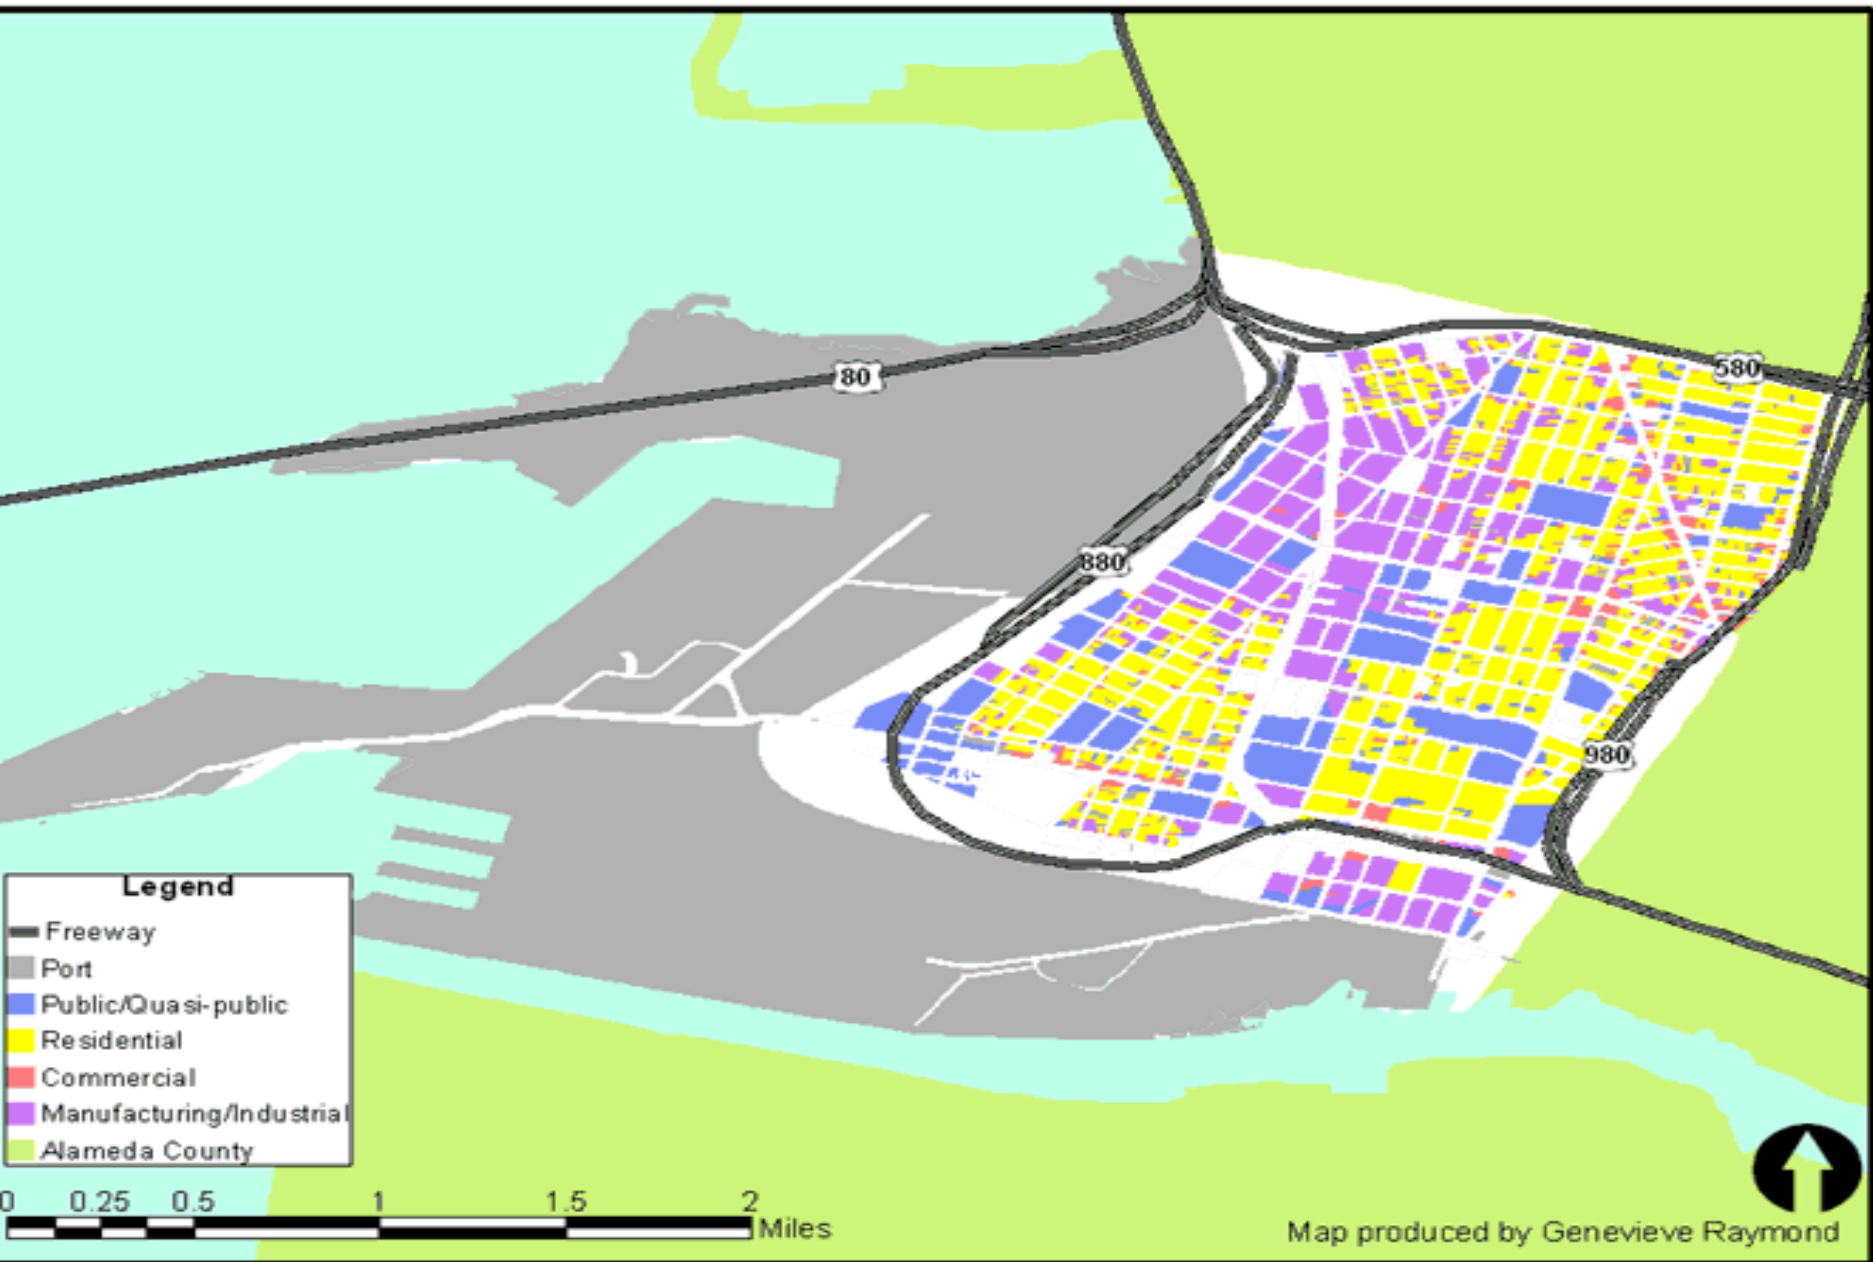 80
580
880
980
Legend
Freeway
Port
Public/Quasi-public
Residential
Commercial
Manufacturing/Industrial
Alameda County
0 0.25 0.5 1 1.5 2
Miles
Map produced by Genevieve Raymond